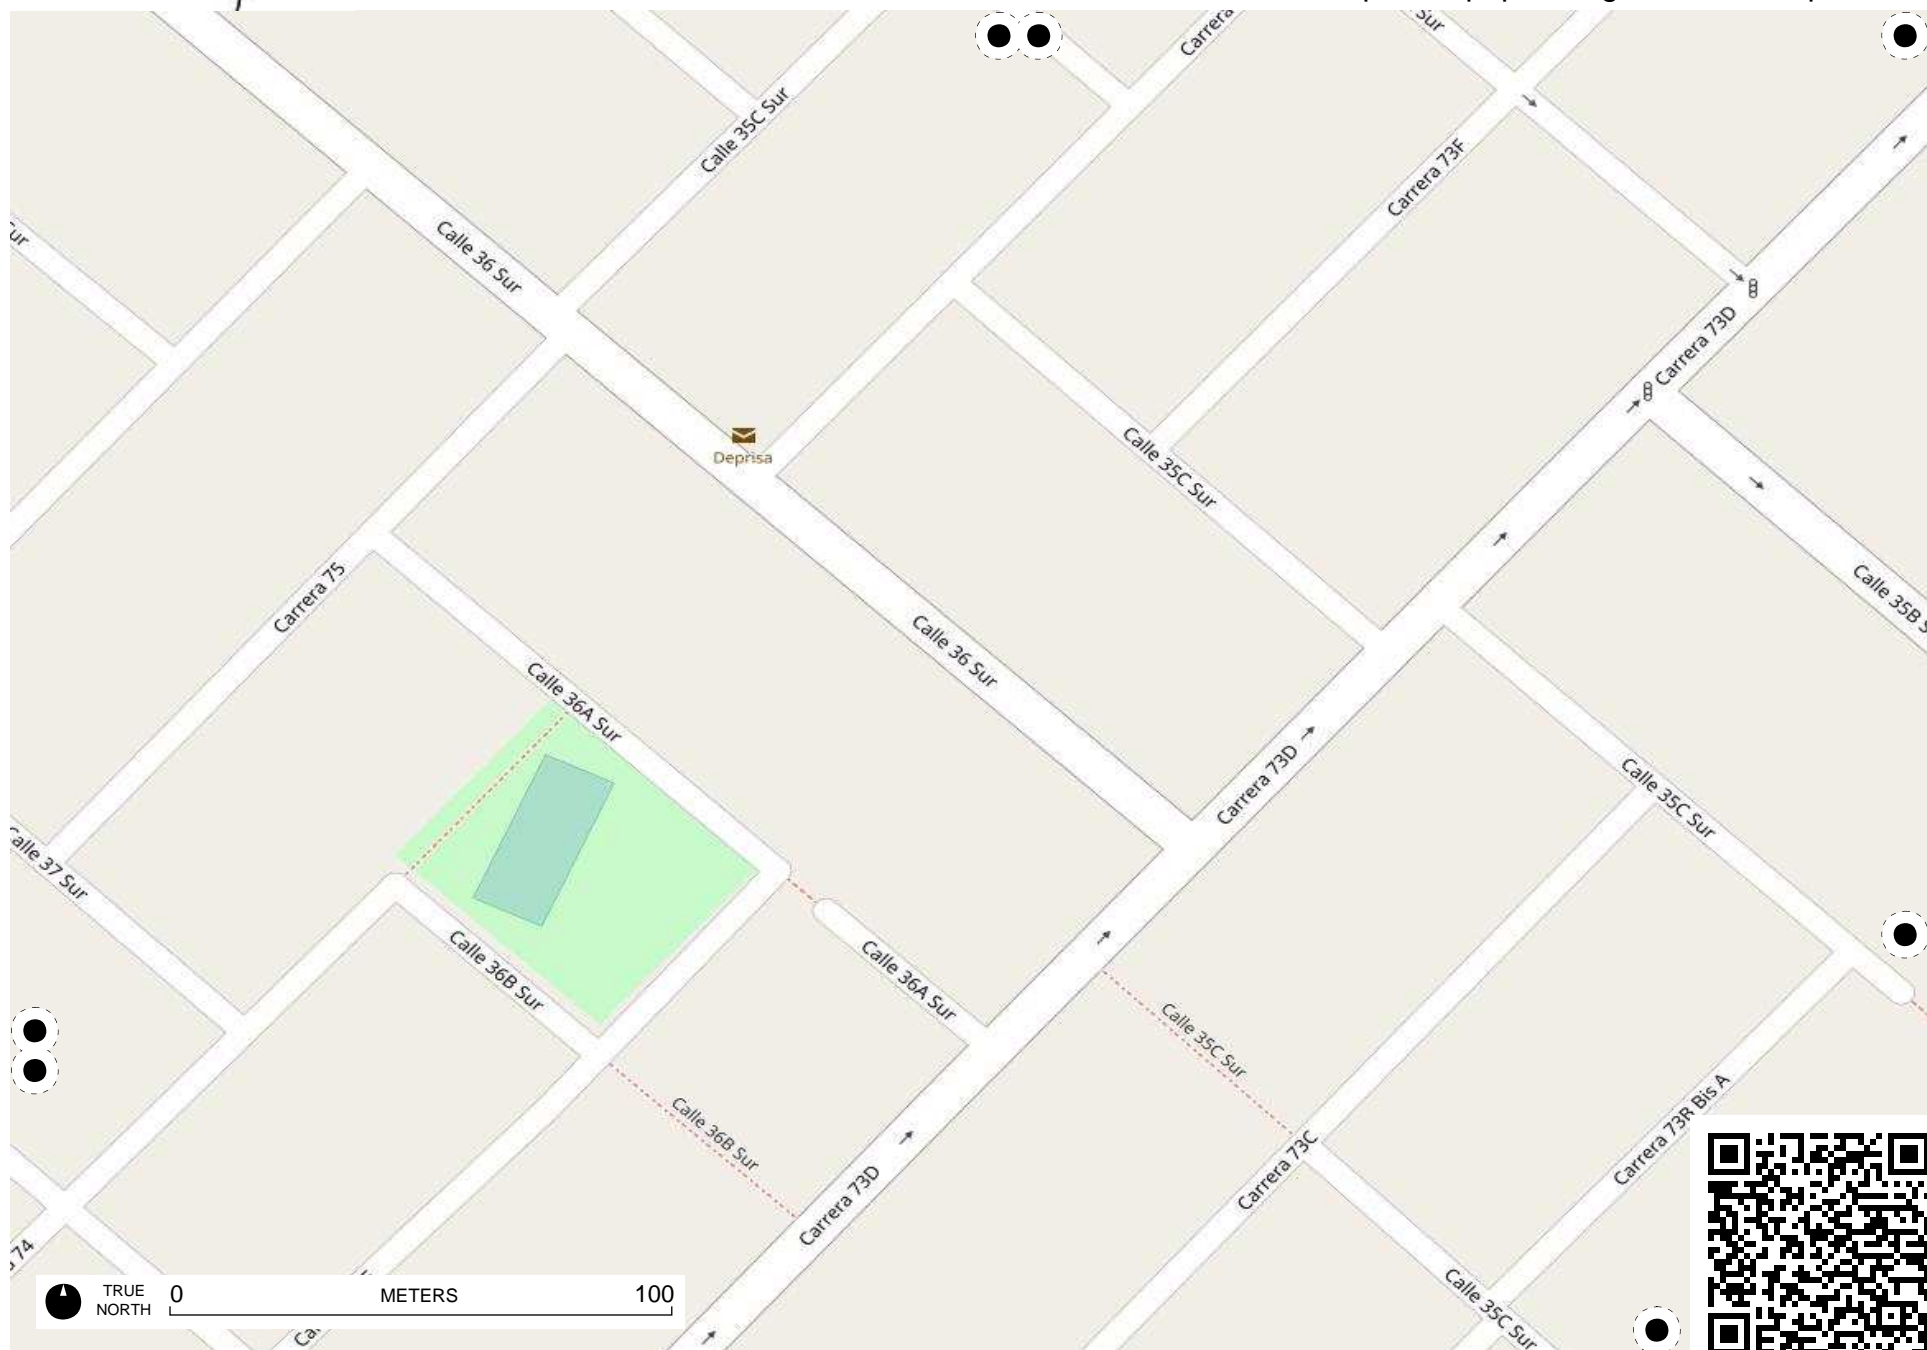 Carrera
Sur
Calle 35C Sur
Carrera 73F
Calle 36 Sur
Carrera 73D
Deprisa
Calle 35C Sur
Carrera 75
Calle 35B S
Calle 36 Sur
Calle 36A Sur
Carrera 73D
Calle 35C Sur
Calle 37 Sur
Calle 36B Sur
Calle 36A Sur
Calle 35C Sur
Calle 36B Sur
Carrera 73C
Carrera 73R Bis A
Carrera 73D
74
Calle 35C Sur
TRUE
NORTH
0 METERS 100